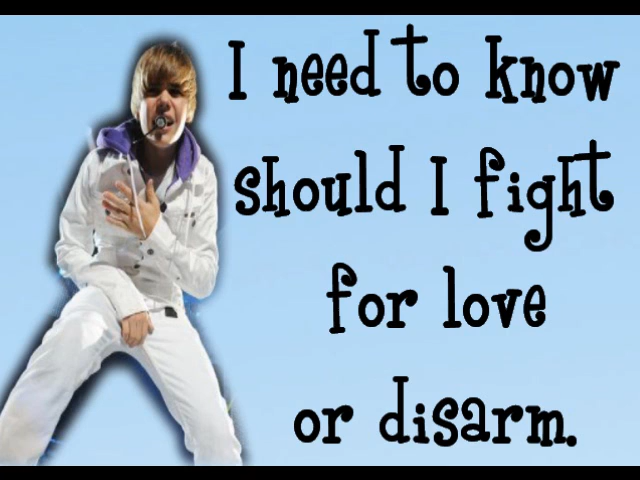 I need to know
should I fight
for love
or disarm.